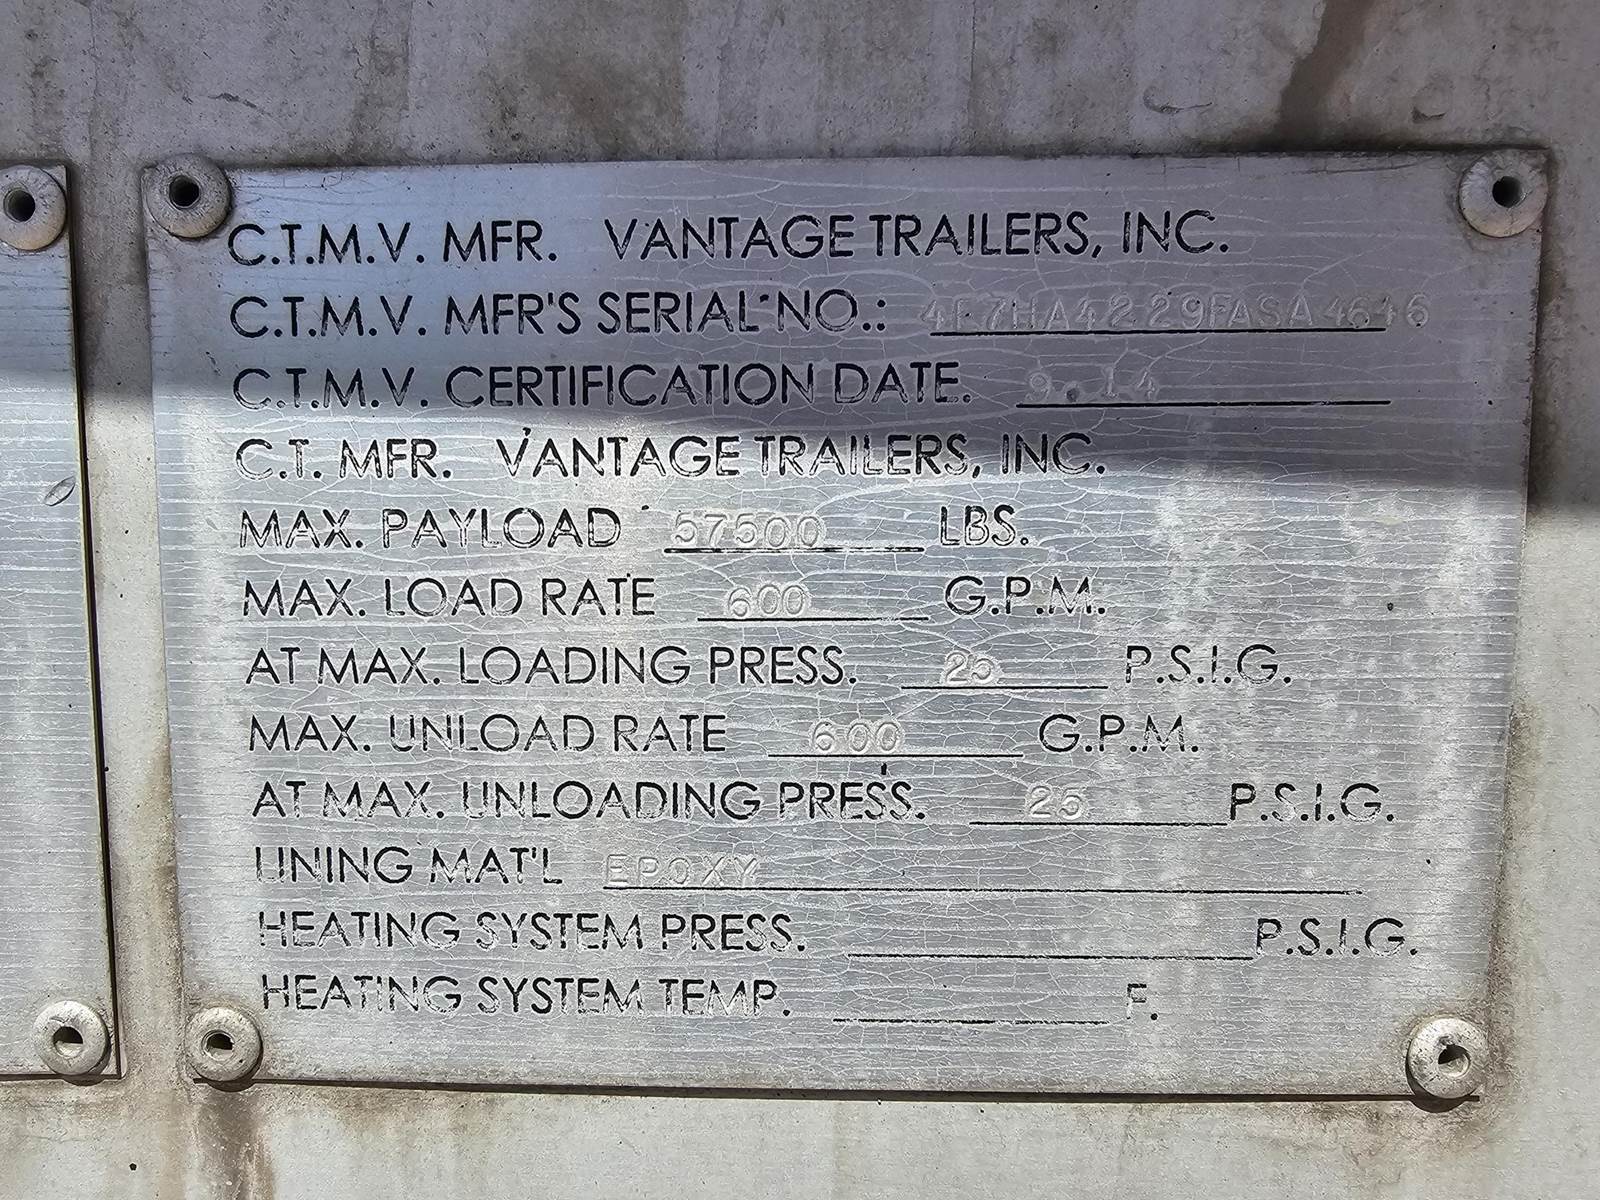 C.T.M.V. MFR. VANTAGE TRAILERS, INC.
C.T.M.V. MFR'S SERIAL NO.:
C.T.M.V. CERTIFICATION DATE. 9.14
C.T. MFR. VANTAGE TRAILERS, INC.
MAX. PAYLOAD 57500 LBS.
MAX. LOAD RATE 600 G.P.M.
AT MAX. LOADING PRESS. 25 P.S.I.G.
MAX. UNLOAD RATE 600 G.P.M.
AT MAX. UNLOADING PRESS. 25 P.S.I.G.
LINING MAT'L EPOXY
HEATING SYSTEM PRESS. P.S.I.G.
HEATING SYSTEM TEMP. F.